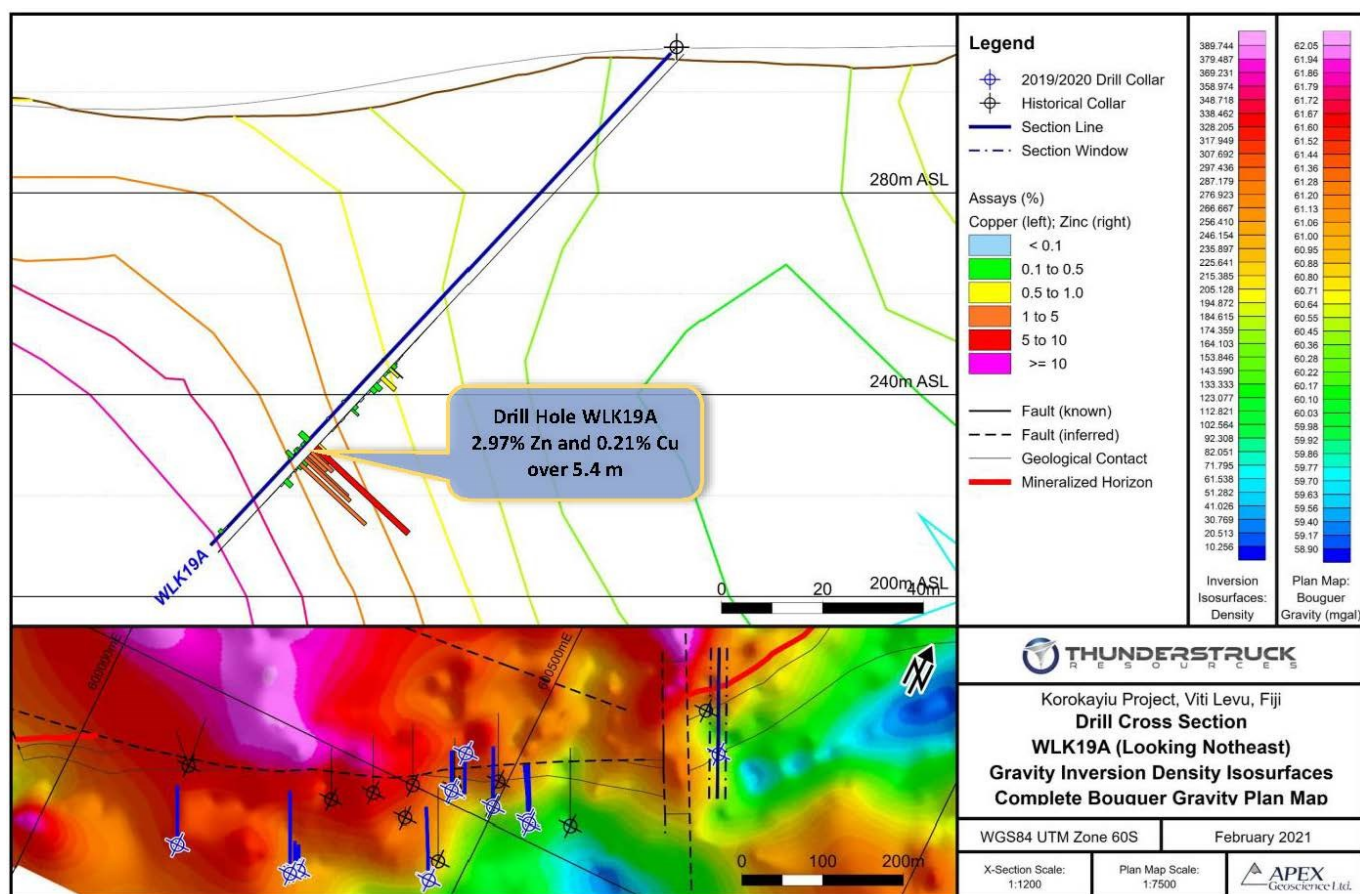 280m ASL
240m ASL
200m ASL
Drill Hole WLK19A
2.97% Zn and 0.21% Cu
over 5.4 m
WLK19A
0 20 40m
600000mE
600500mE
N
0 100 200m
Legend
2019/2020 Drill Collar
Historical Collar
Section Line
Section Window
Assays (%)
Copper (left); Zinc (right)
< 0.1
0.1 to 0.5
0.5 to 1.0
1 to 5
5 to 10
>= 10
Fault (known)
Fault (inferred)
Geological Contact
Mineralized Horizon
389.744
379.487
369.231
358.974
348.718
338.462
328.205
317.949
307.692
297.436
287.179
276.923
266.667
256.410
246.154
235.897
225.641
215.385
205.128
194.872
184.615
174.359
164.103
153.846
143.590
133.333
123.077
112.821
102.564
92.308
82.051
71.795
61.538
51.282
41.026
30.769
20.513
10.256
Inversion
Isosurfaces:
Density
62.05
61.94
61.86
61.79
61.72
61.67
61.60
61.52
61.44
61.36
61.28
61.20
61.13
61.06
61.00
60.95
60.88
60.80
60.71
60.64
60.55
60.45
60.36
60.28
60.22
60.17
60.10
60.03
59.98
59.92
59.86
59.77
59.70
59.63
59.56
59.40
59.17
58.90
Plan Map:
Bouguer
Gravity (mgal)
THUNDERSTRUCK
RESOURCES
Korokayiu Project, Viti Levu, Fiji
Drill Cross Section
WLK19A (Looking Notheast)
Gravity Inversion Density Isosurfaces
Complete Bouguer Gravity Plan Map
WGS84 UTM Zone 60S
February 2021
X-Section Scale:
1:1200
Plan Map Scale:
1:7500
APEX
Geoscience Ltd.